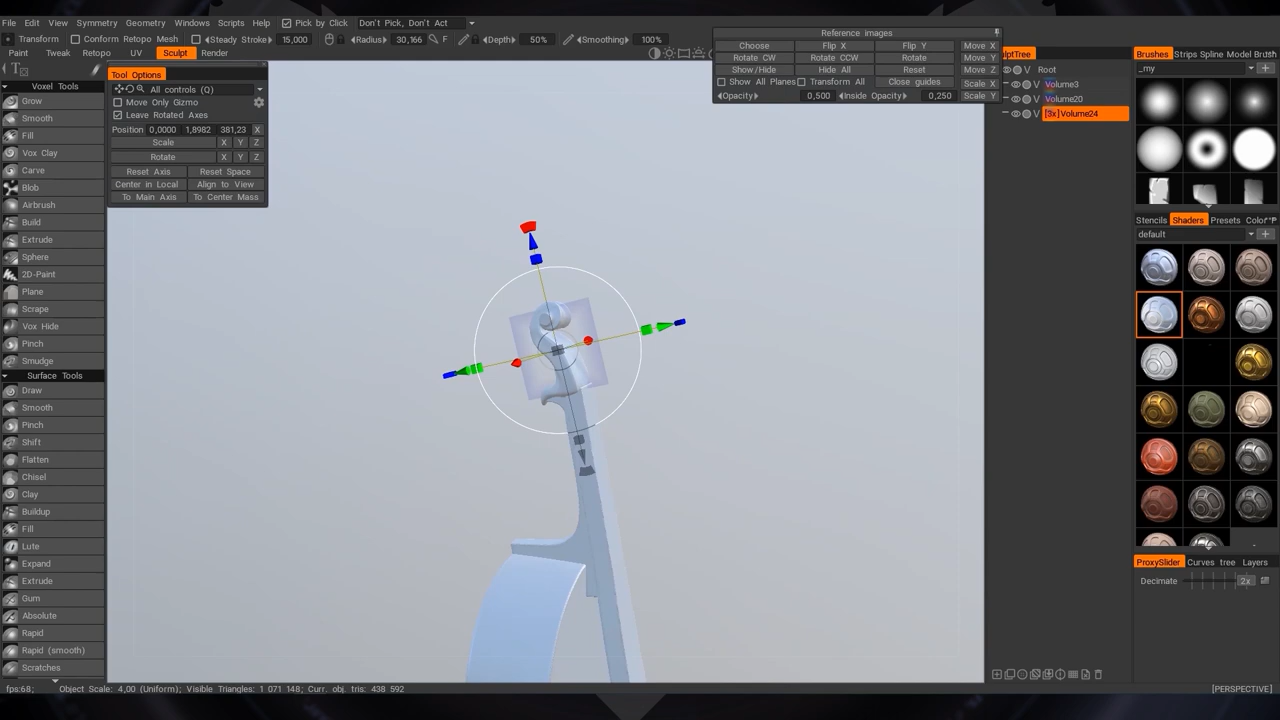 File Edit View Symmetry Geometry Windows Scripts Help Pick by Click Don't Pick, Don't Act
Transform Conform Retopo Mesh Steady Stroke 15,000 Radius 30,166 F Depth 50% Smoothing 100%
Paint Tweak Retopo UV Sculpt Render
Reference images
Choose Flip X Flip Y Move X
Rotate CW Rotate CCW Rotate Move Y
Show/Hide Hide All Reset Move Z
Show All Planes Transform All Close guides Scale X
Opacity 0,500 Inside Opacity 0,250 Scale Y
Tool Options
All controls (Q)
Move Only Gizmo
Leave Rotated Axes
Position 0,0000 1,8982 381,23 X
Scale X Y Z
Rotate X Y Z
Reset Axis Reset Space
Center in Local Align to View
To Main Axis To Center Mass
Voxel Tools
Grow
Smooth
Fill
Vox Clay
Carve
Blob
Airbrush
Build
Extrude
Sphere
2D-Paint
Plane
Scrape
Vox Hide
Pinch
Smudge
Surface Tools
Draw
Smooth
Pinch
Shift
Flatten
Chisel
Clay
Buildup
Fill
Lute
Expand
Extrude
Gum
Absolute
Rapid
Rapid (smooth)
Scratches
Root
V Volume3
V Volume20
V [3x]Volume24
Brushes Strips Spline Model Brush
_my
Stencils Shaders Presets Color
default
ProxySlider Curves tree Layers
Decimate 2x
fps:68; Object Scale: 4,00 (Uniform); Visible Triangles: 1 071 148; Curr. obj. tris: 438 592
[PERSPECTIVE]